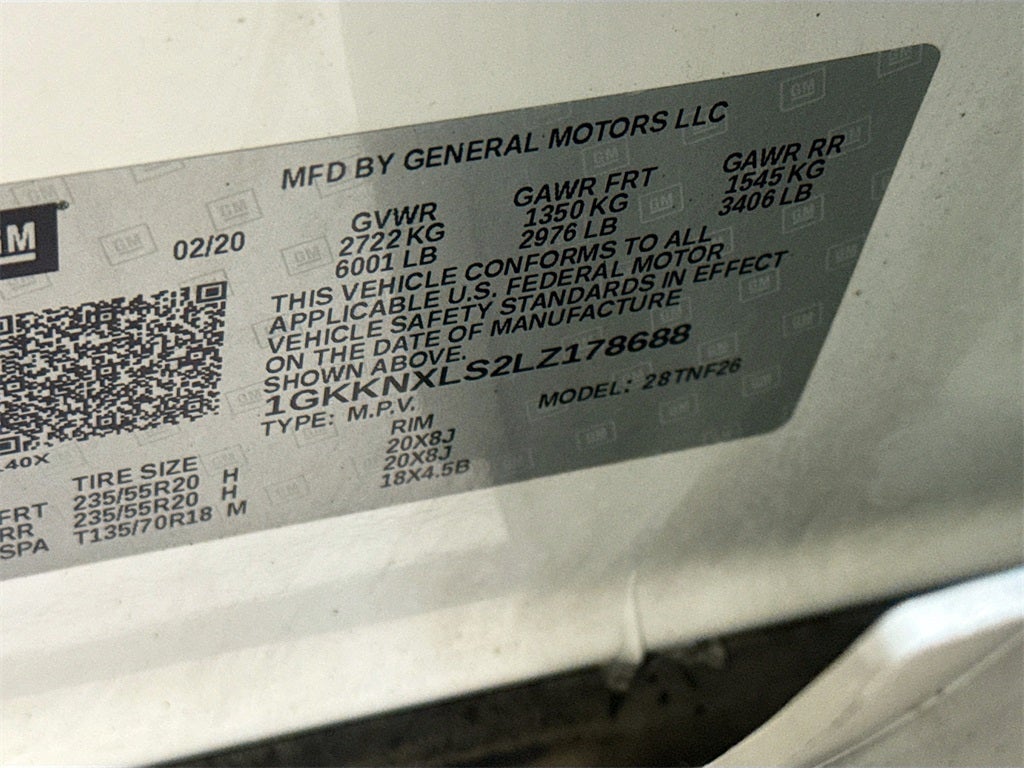 MFD BY GENERAL MOTORS LLC
GM
02/20
GVWR
2722 KG
6001 LB
GAWR FRT
1350 KG
2976 LB
GAWR RR
1545 KG
3406 LB
THIS VEHICLE CONFORMS TO ALL
APPLICABLE U.S. FEDERAL MOTOR
VEHICLE SAFETY STANDARDS IN EFFECT
ON THE DATE OF MANUFACTURE
SHOWN ABOVE.
1GKKNXLS2LZ178688
TYPE: M.P.V. MODEL: 28TNF26
40X
TIRE SIZE RIM
FRT 235/55R20 H 20X8J
RR 235/55R20 H 20X8J
SPA T135/70R18 M 18X4.5B